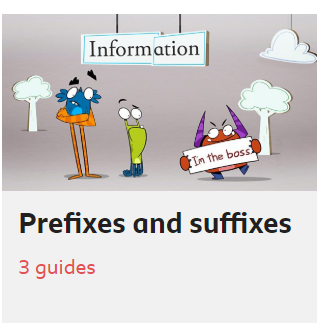 Information
In the boss
Prefixes and suffixes
3 guides